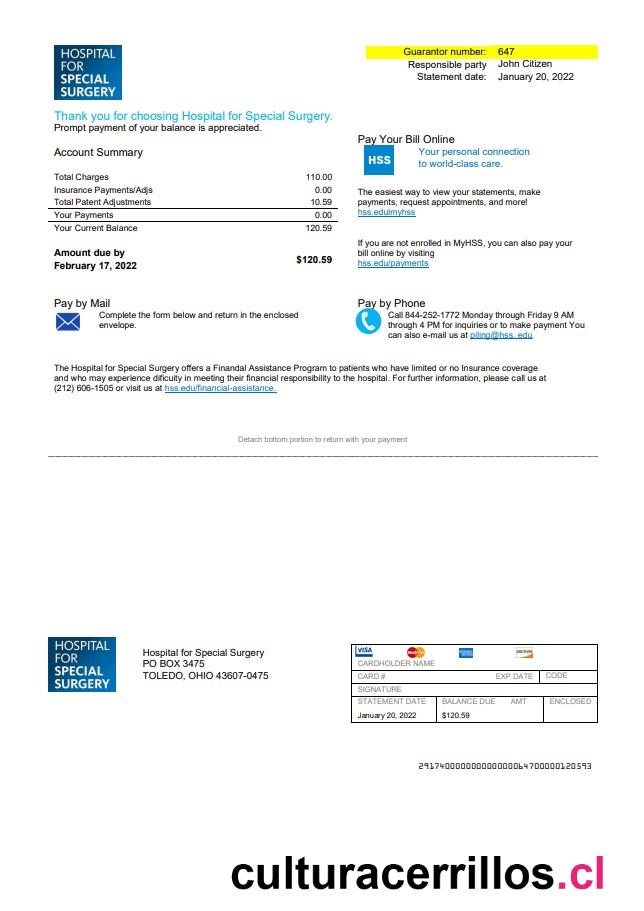 HOSPITAL
FOR
SPECIAL
SURGERY
Guarantor number: 647
Responsible party John Citizen
Statement date: January 20, 2022
Thank you for choosing Hospital for Special Surgery.
Prompt payment of your balance is appreciated.
Account Summary
Total Charges 110.00
Insurance Payments/Adjs 0.00
Total Patent Adjustments 10.59
Your Payments 0.00
Your Current Balance 120.59
Amount due by
February 17, 2022 $120.59
Pay Your Bill Online
HSS
Your personal connection
to world-class care.
The easiest way to view your statements, make
payments, request appointments, and more!
hss.edulmyhss
If you are not enrolled in MyHSS, you can also pay your
bill online by visiting
hss.edu/payments
Pay by Mail
Complete the form below and return in the enclosed
envelope.
Pay by Phone
Call 844-252-1772 Monday through Friday 9 AM
through 4 PM for inquiries or to make payment You
can also e-mail us at piling@hss. edu
The Hospital for Special Surgery offers a Finandal Assistance Program to patients who have limited or no Insurance coverage
and who may experience dificuity in meeting their financial responsibility to the hospital. For further information, please call us at
(212) 606-1505 or visit us at hss.edu/financial-assistance.
Detach bottom portion to return with your payment
HOSPITAL
FOR
SPECIAL
SURGERY
Hospital for Special Surgery
PO BOX 3475
TOLEDO, OHIO 43607-0475
VISA MasterCard DISCOVER
CARDHOLDER NAME
CARD # EXP DATE CODE
SIGNATURE
STATEMENT DATE BALANCE DUE AMT ENCLOSED
January 20, 2022 $120.59
culturacerrillos.cl